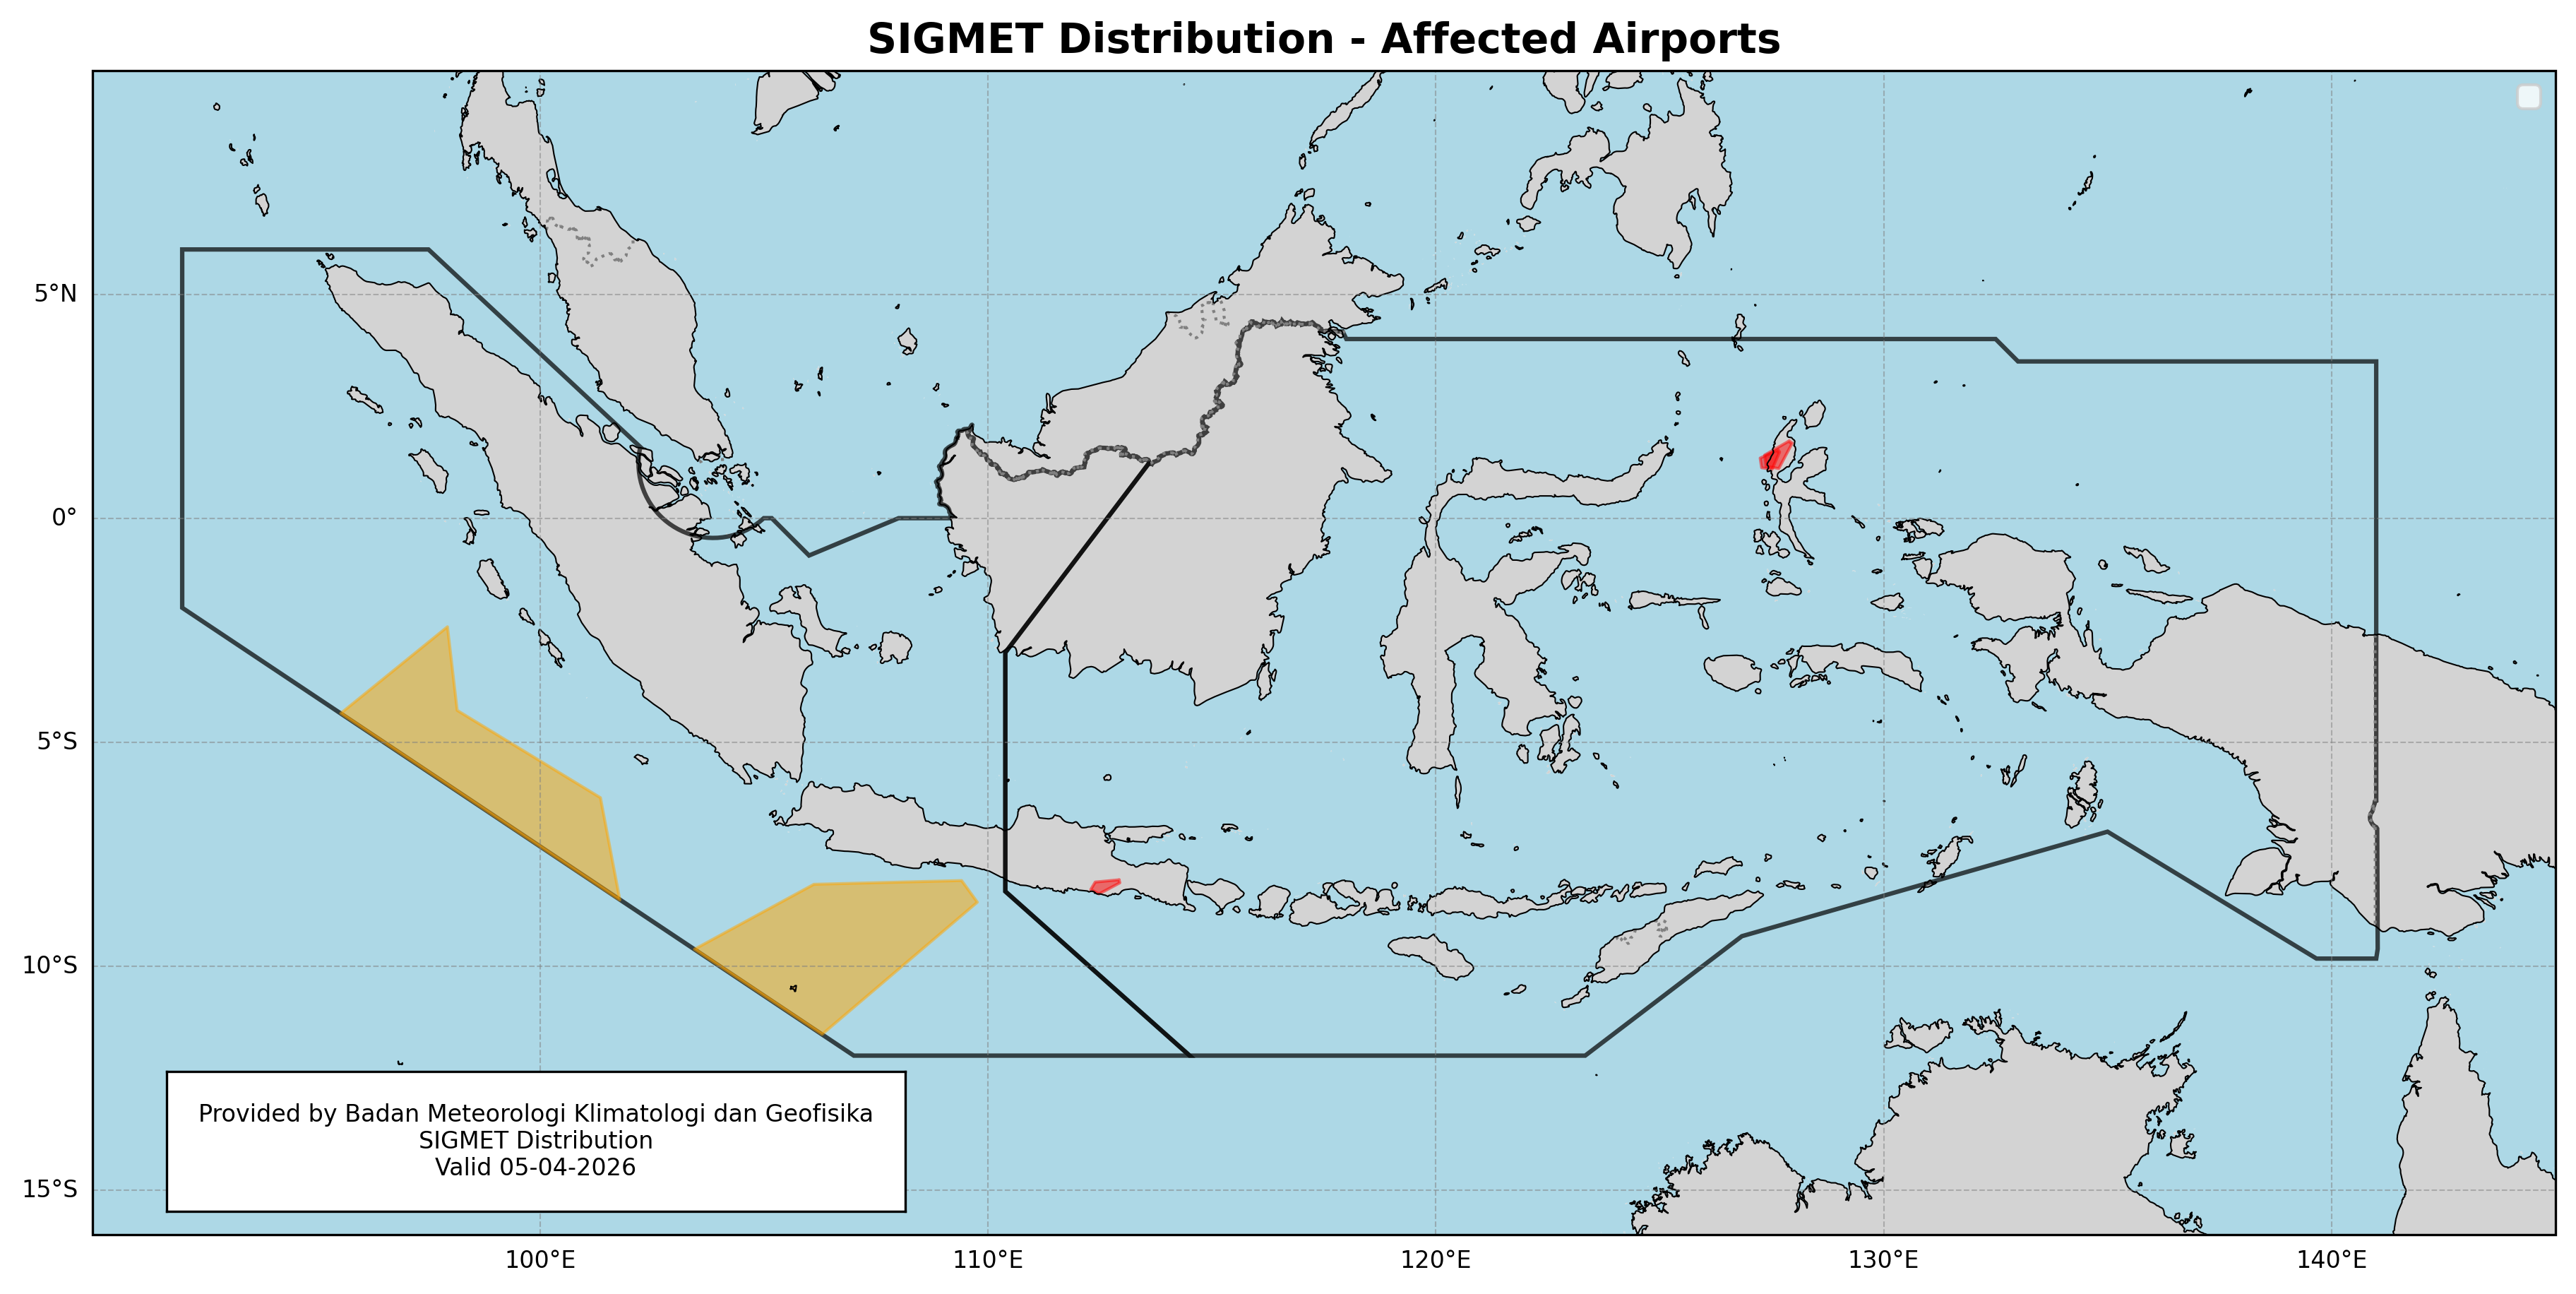 SIGMET Distribution - Affected Airports
5°N
0°
5°S
10°S
15°S
Provided by Badan Meteorologi Klimatologi dan Geofisika
SIGMET Distribution
Valid 05-04-2026
100°E
110°E
120°E
130°E
140°E